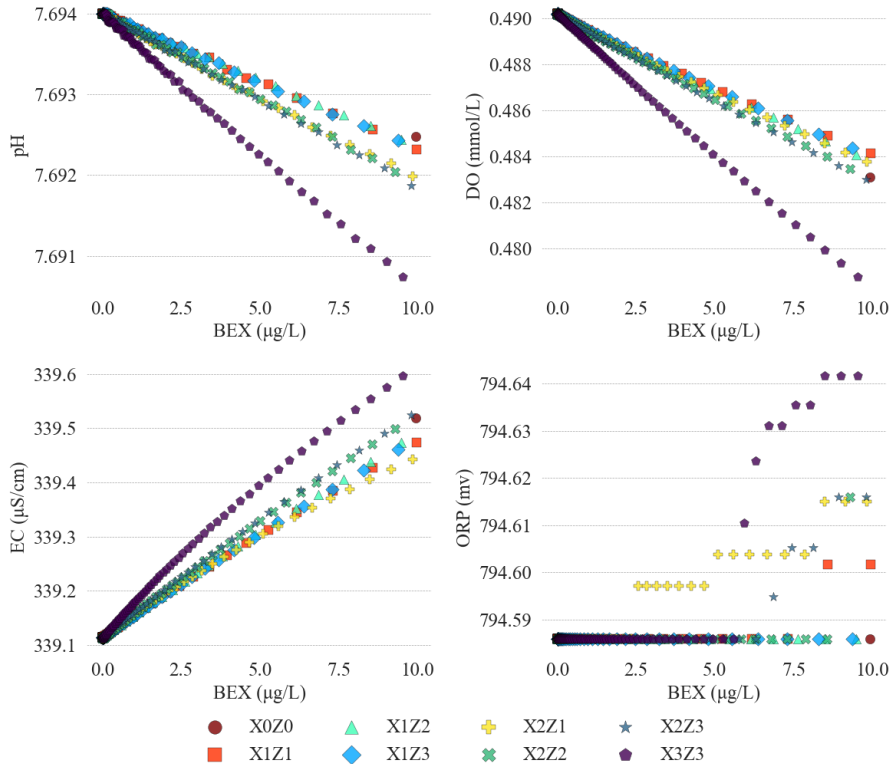 7.694
7.693
7.692
7.691
pH
0.0 2.5 5.0 7.5 10.0
BEX (μg/L)
0.490
0.488
0.486
0.484
0.482
0.480
DO (mmol/L)
0.0 2.5 5.0 7.5 10.0
BEX (μg/L)
339.6
339.5
339.4
339.3
339.2
339.1
EC (μS/cm)
0.0 2.5 5.0 7.5 10.0
BEX (μg/L)
794.64
794.63
794.62
794.61
794.60
794.59
ORP (mv)
0.0 2.5 5.0 7.5 10.0
BEX (μg/L)
X0Z0 X1Z2 X2Z1 X2Z3
X1Z1 X1Z3 X2Z2 X3Z3